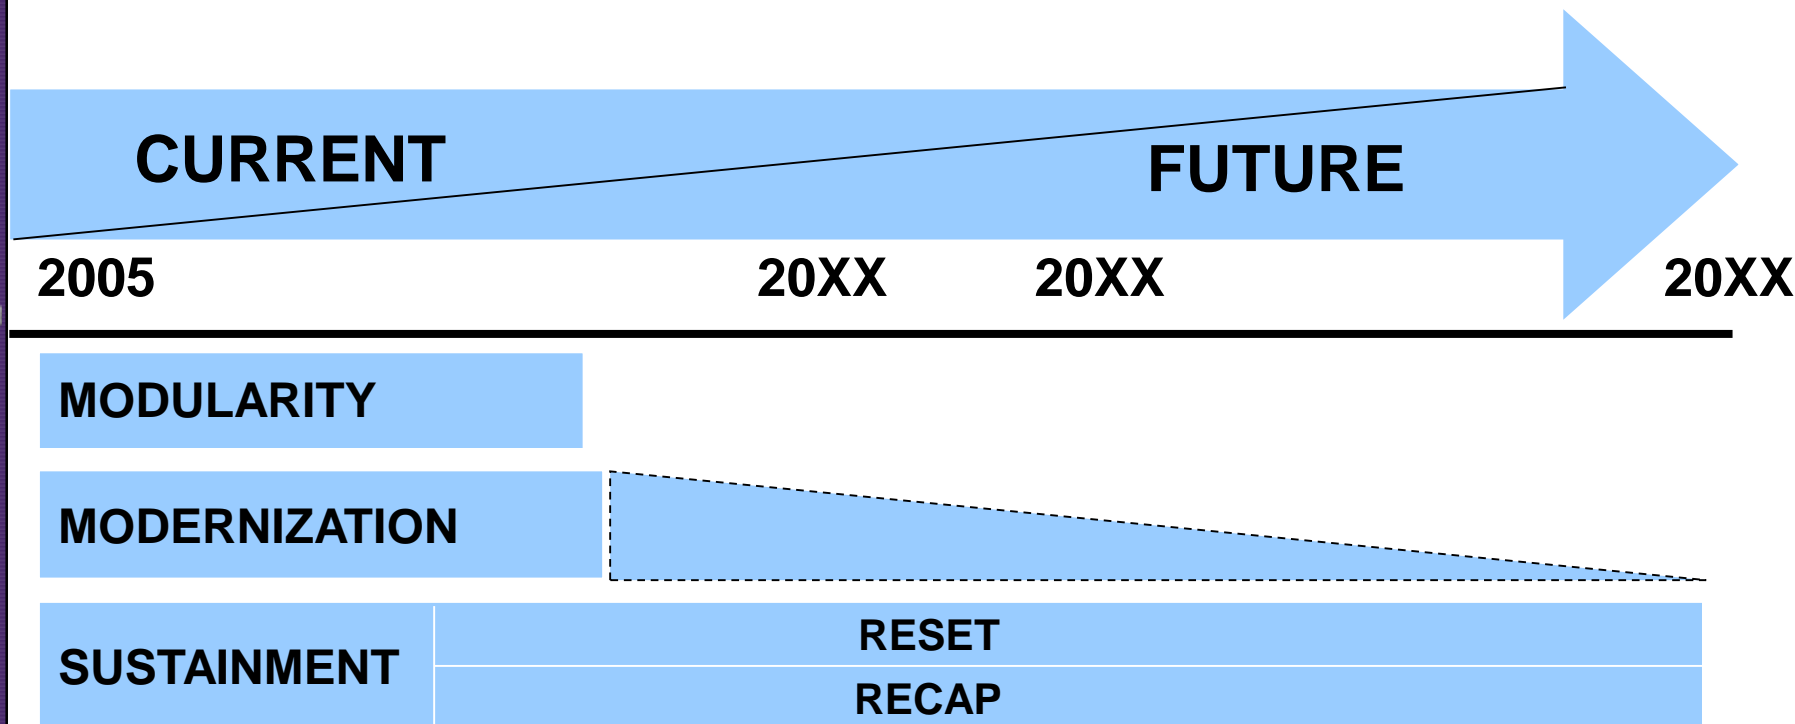 CURRENT
FUTURE
2005 20XX 20XX 20XX
MODULARITY
MODERNIZATION
SUSTAINMENT
RESET
RECAP